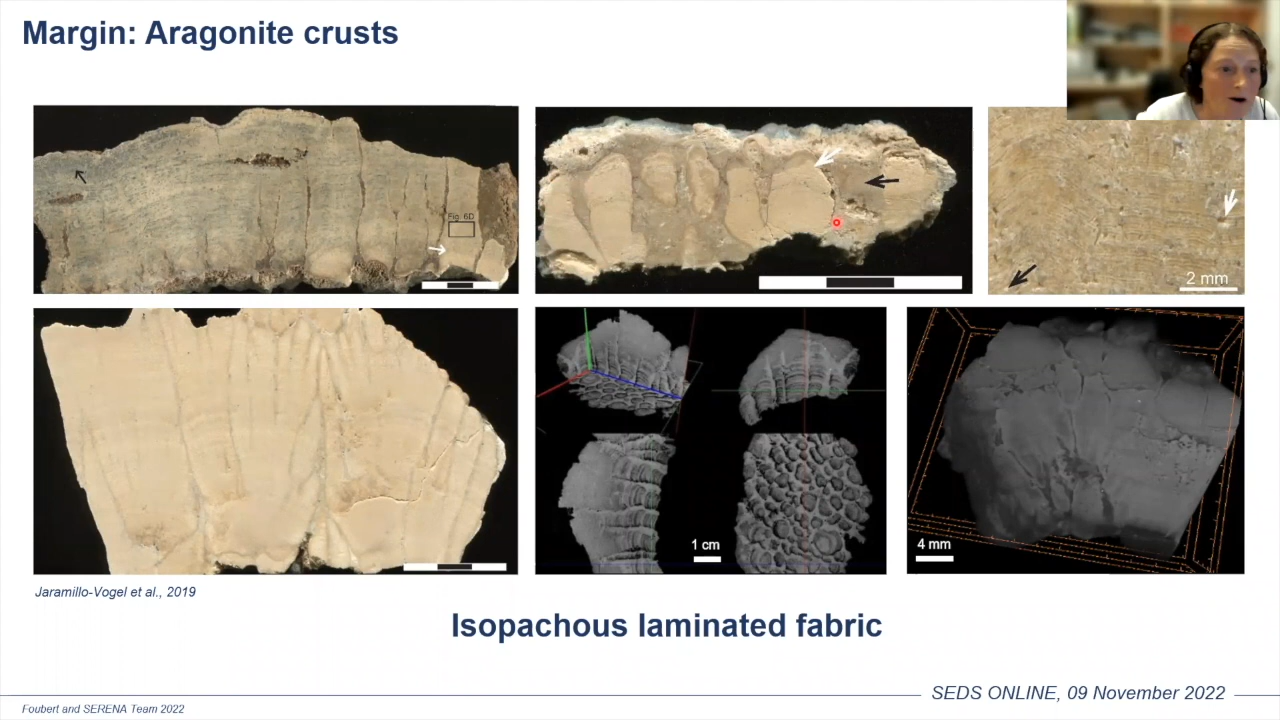 Margin: Aragonite crusts
Fig. 6D
2 mm
1 cm
4 mm
Jaramillo-Vogel et al., 2019
Isopachous laminated fabric
SEDS ONLINE, 09 November 2022
Foubert and SERENA Team 2022